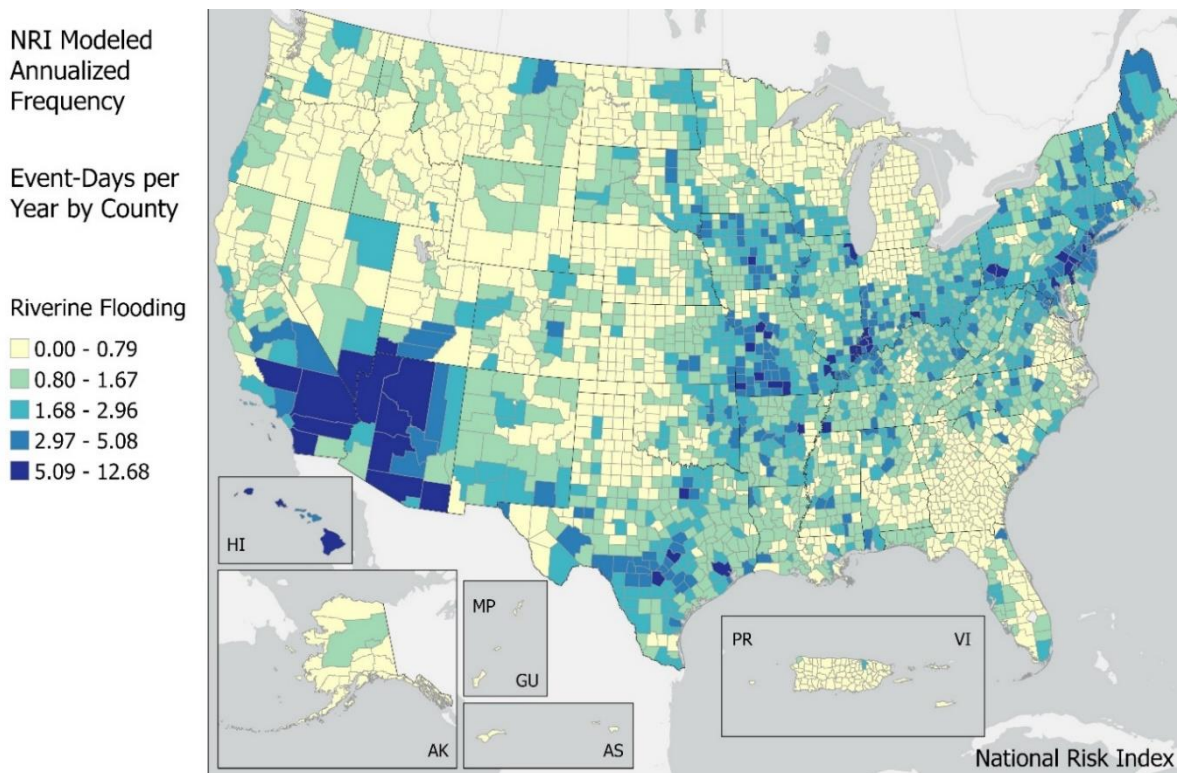 NRI Modeled
Annualized
Frequency
Event-Days per
Year by County
Riverine Flooding
0.00 - 0.79
0.80 - 1.67
1.68 - 2.96
2.97 - 5.08
5.09 - 12.68
HI
AK
MP
GU
AS
PR
VI
National Risk Index